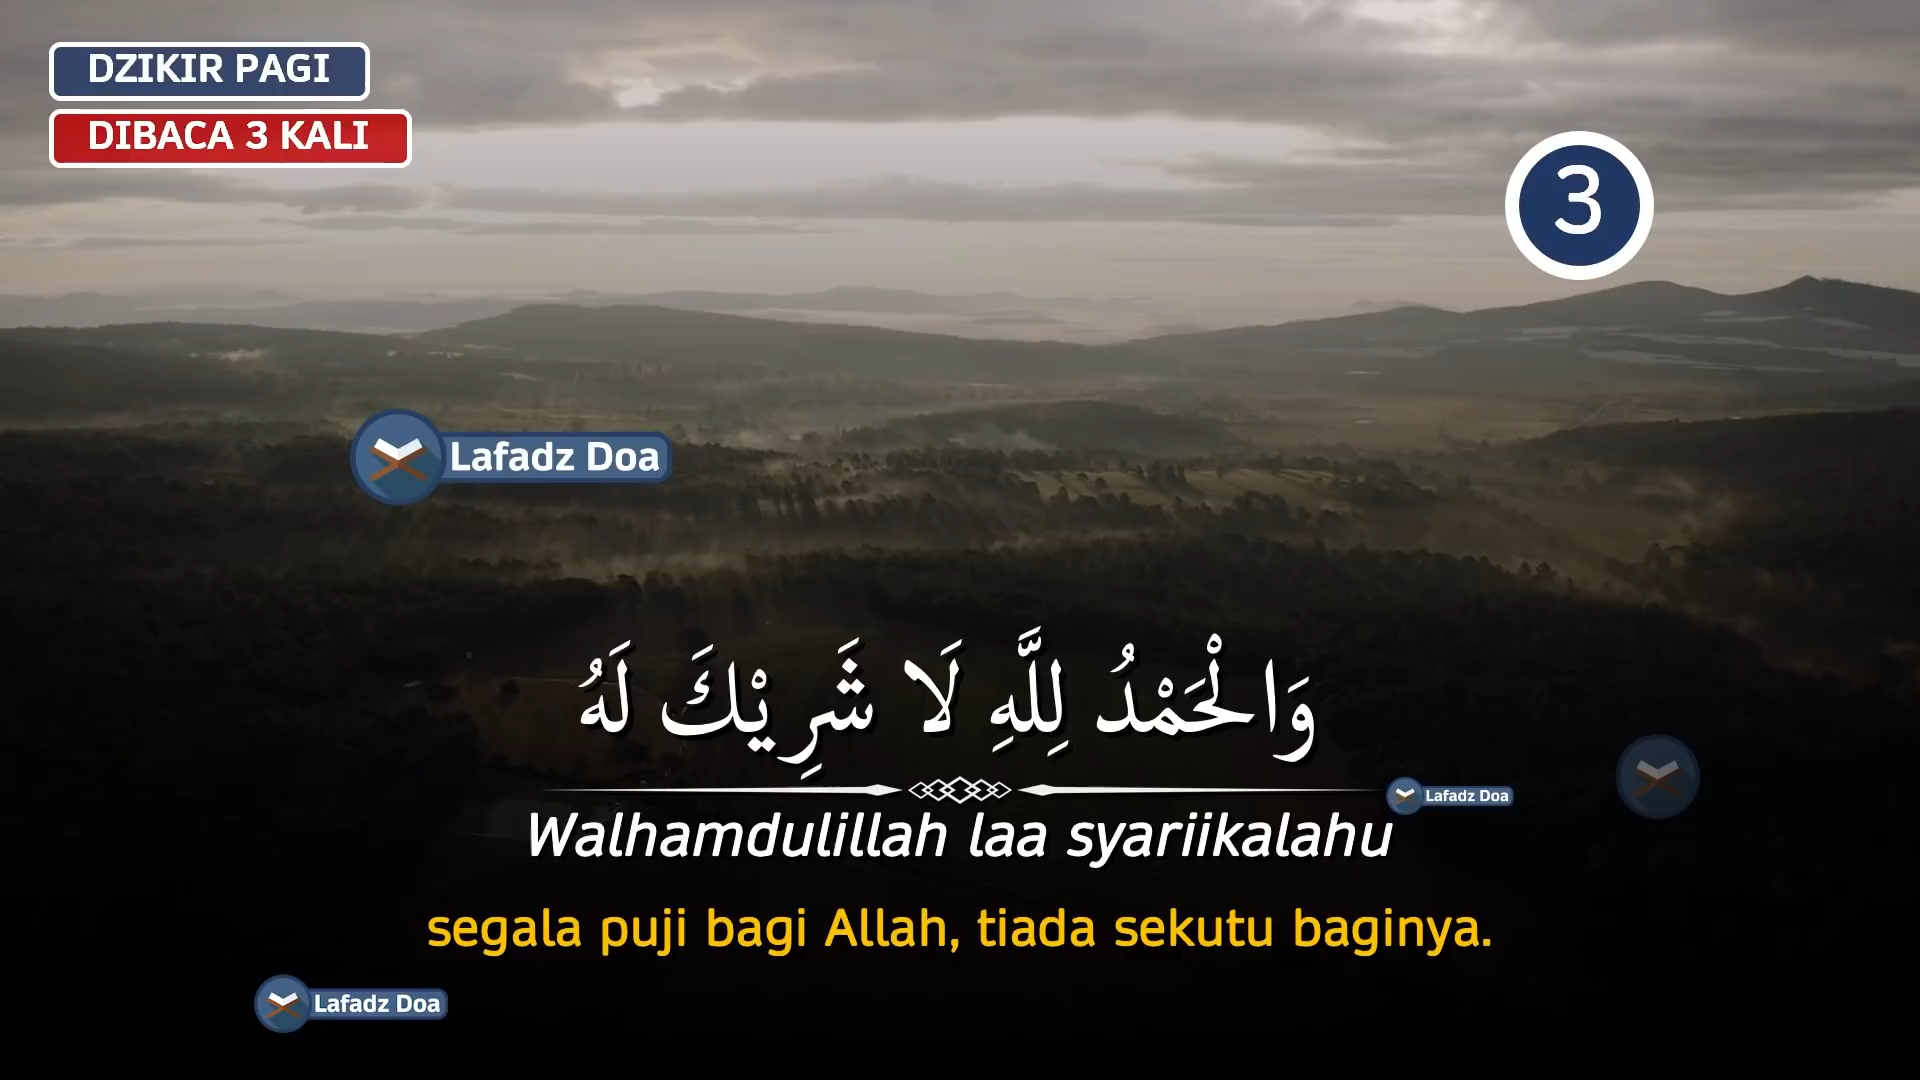 DZIKIR PAGI
DIBACA 3 KALI
3
Lafadz Doa
وَالْحَمْدُ لِلَّهِ لَا شَرِيْكَ لَهُ
Lafadz Doa
Walhamdulillah laa syariikalahu
segala puji bagi Allah, tiada sekutu baginya.
Lafadz Doa